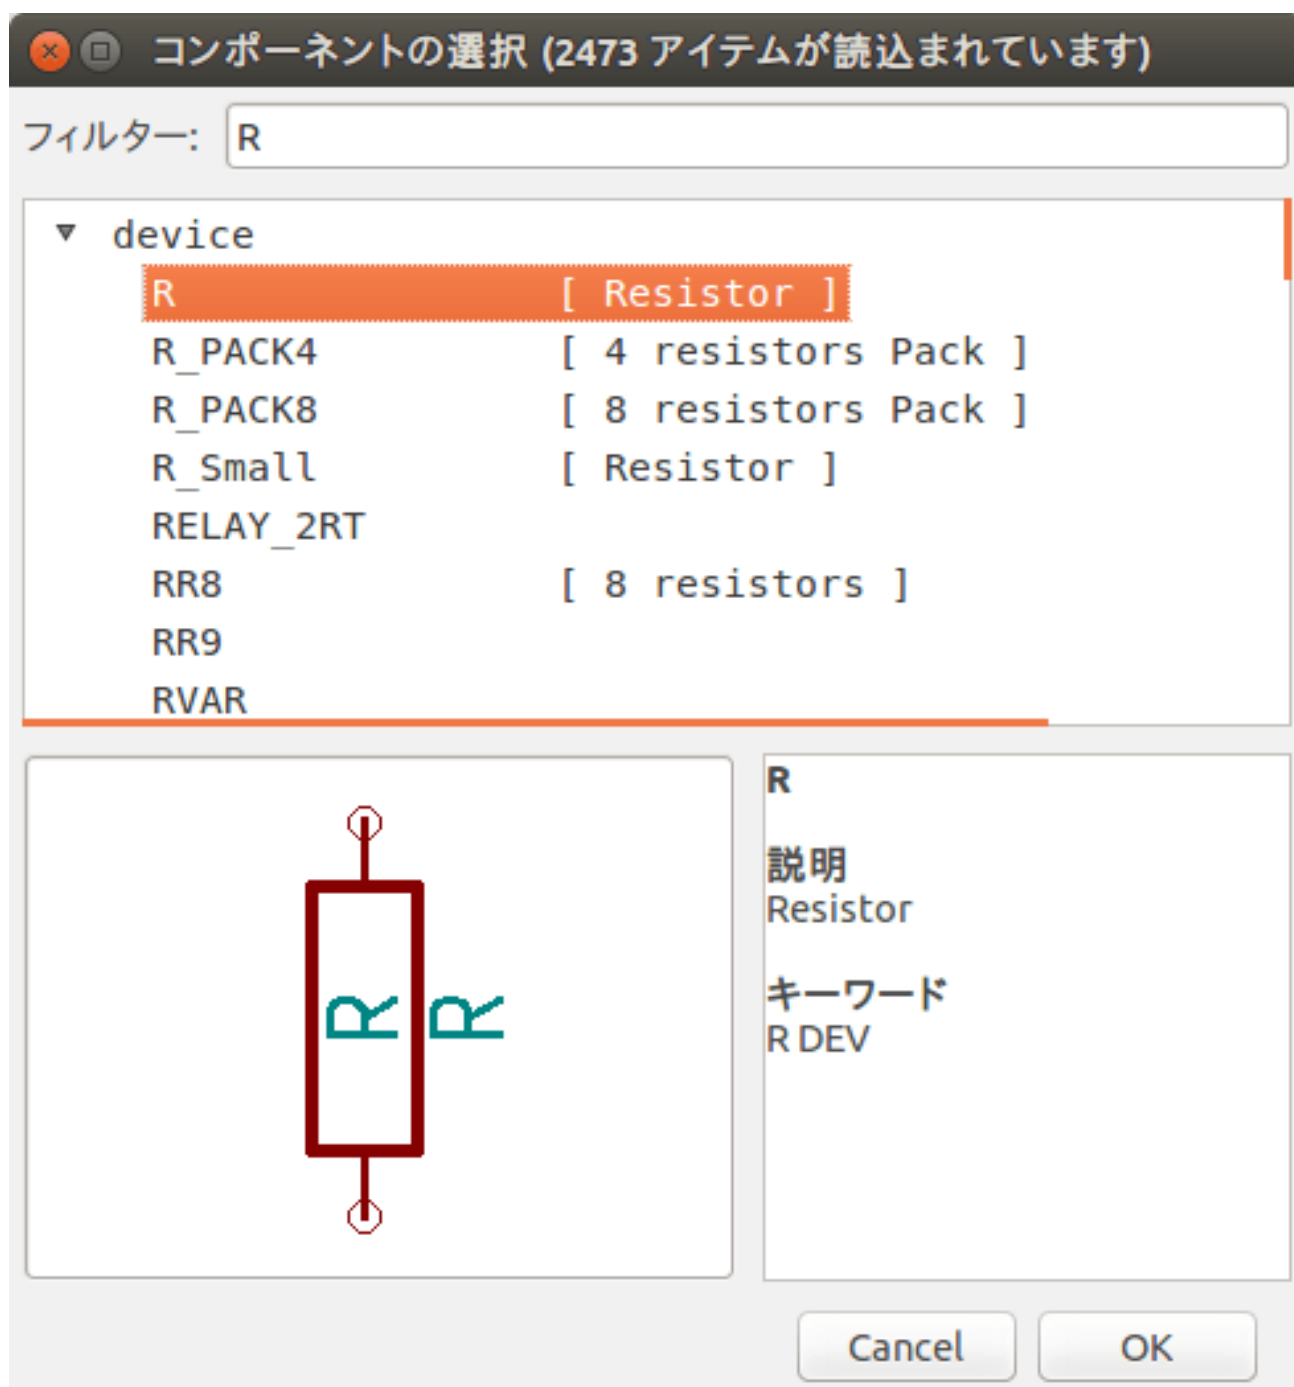 コンポーネントの選択 (2473 アイテムが読込まれています)
フィルター: R
device
R [ Resistor ]
R_PACK4 [ 4 resistors Pack ]
R_PACK8 [ 8 resistors Pack ]
R_Small [ Resistor ]
RELAY_2RT
RR8 [ 8 resistors ]
RR9
RVAR
R
R
R
説明
Resistor
キーワード
R DEV
Cancel
OK